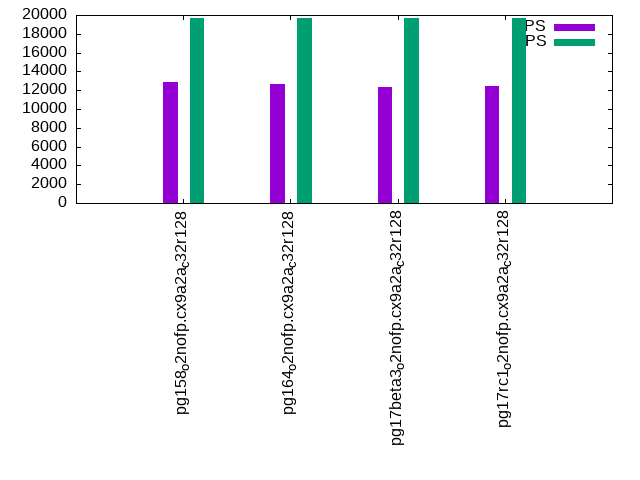 20000
18000
16000
14000
12000
10000
8000
6000
4000
2000
0
PS
PS
pg158o2nofp.cx9a2ac32r128
pg164o2nofp.cx9a2ac32r128
pg17beta3o2nofp.cx9a2ac32r128
pg17rc1o2nofp.cx9a2ac32r128